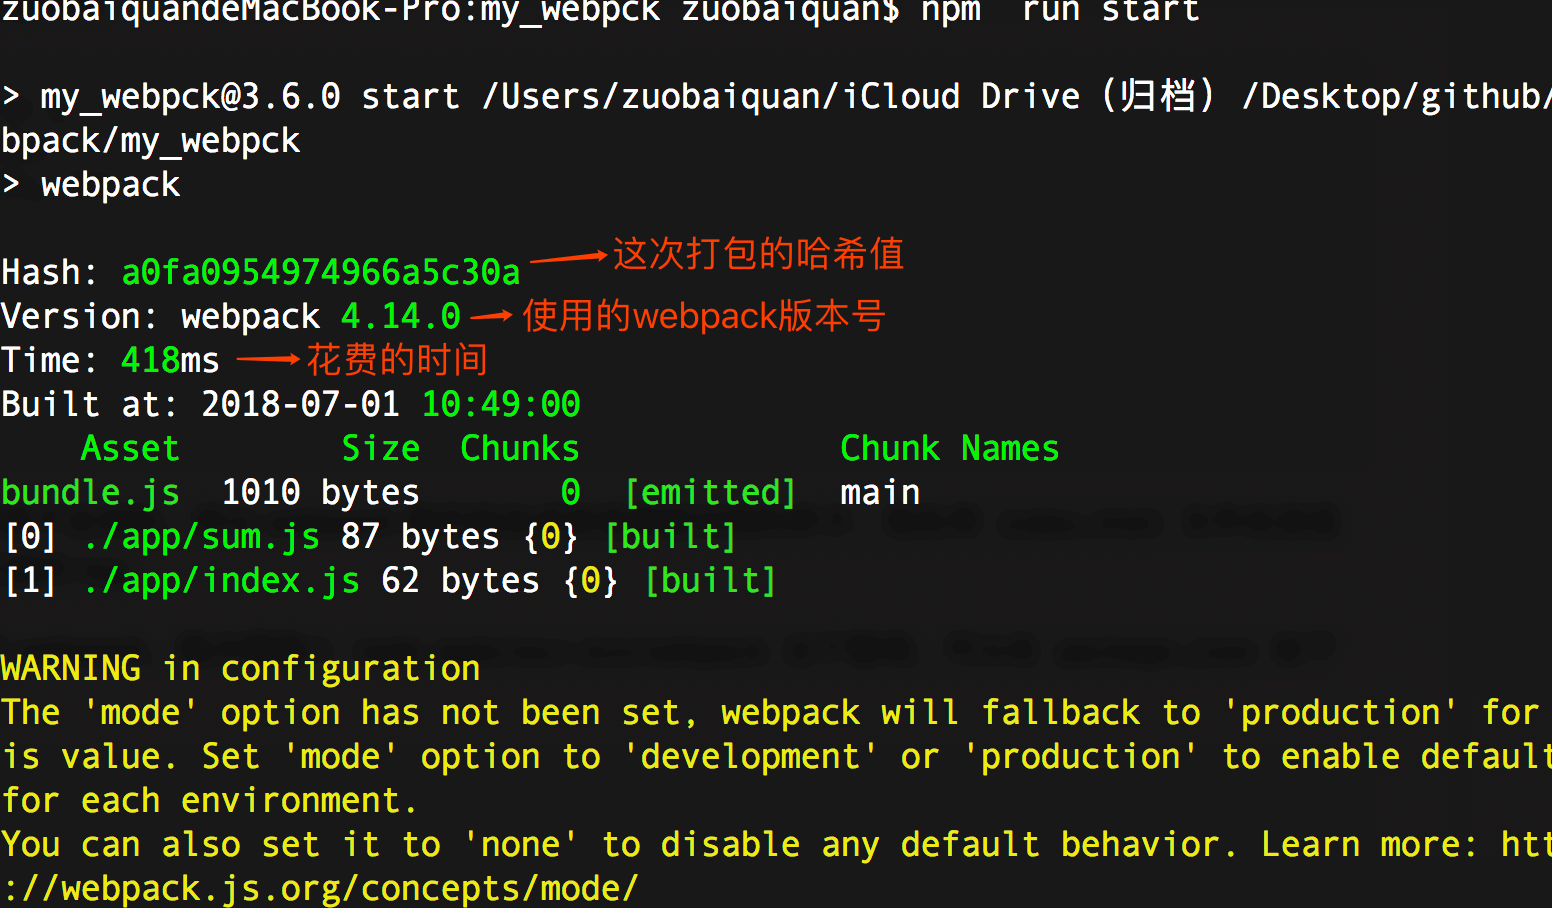 zuobaiquandeMacBook-Pro:my_webpck zuobaiquan$ npm  run start
> my_webpck@3.6.0 start /Users/zuobaiquan/iCloud Drive（归档）/Desktop/github/
bpack/my_webpck
> webpack
Hash: a0fa0954974966a5c30a 这次打包的哈希值
Version: webpack 4.14.0 使用的webpack版本号
Time: 418ms 花费的时间
Built at: 2018-07-01 10:49:00
Asset Size Chunks Chunk Names
bundle.js 1010 bytes 0 [emitted] main
[0] ./app/sum.js 87 bytes {0} [built]
[1] ./app/index.js 62 bytes {0} [built]
WARNING in configuration
The 'mode' option has not been set, webpack will fallback to 'production' for
is value. Set 'mode' option to 'development' or 'production' to enable default
for each environment.
You can also set it to 'none' to disable any default behavior. Learn more: htt
://webpack.js.org/concepts/mode/